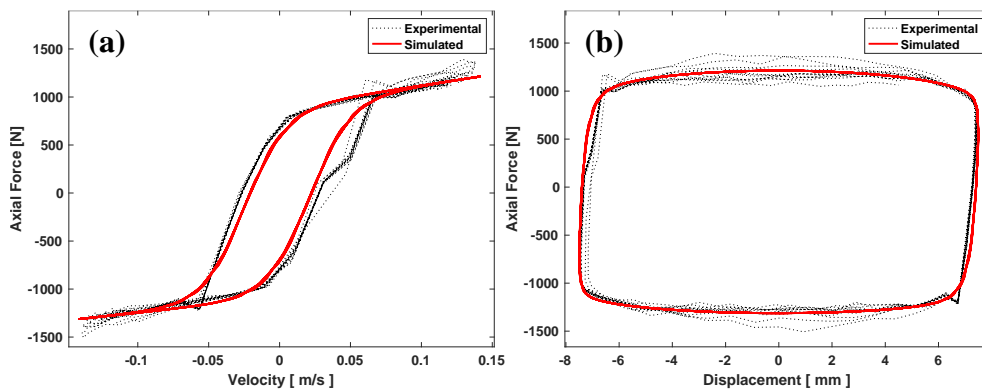 (a)
Experimental
Simulated
1500
1000
500
0
-500
-1000
-1500
Axial Force [N]
-0.1
-0.05
0
0.05
0.1
0.15
Velocity [ m/s ]
(b)
Experimental
Simulated
1500
1000
500
0
-500
-1000
-1500
Axial Force [N]
-8
-6
-4
-2
0
2
4
6
Displacement [ mm ]